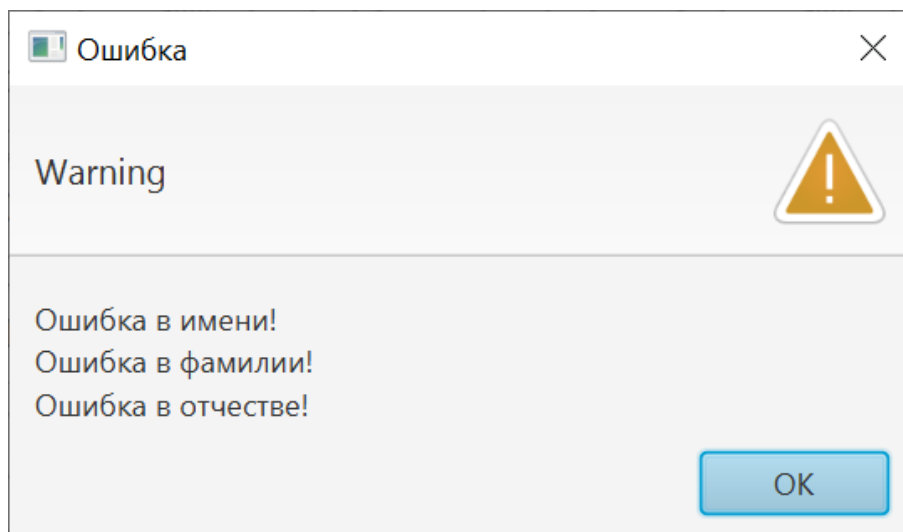 Ошибка
Warning
Ошибка в имени!
Ошибка в фамилии!
Ошибка в отчестве!
OK